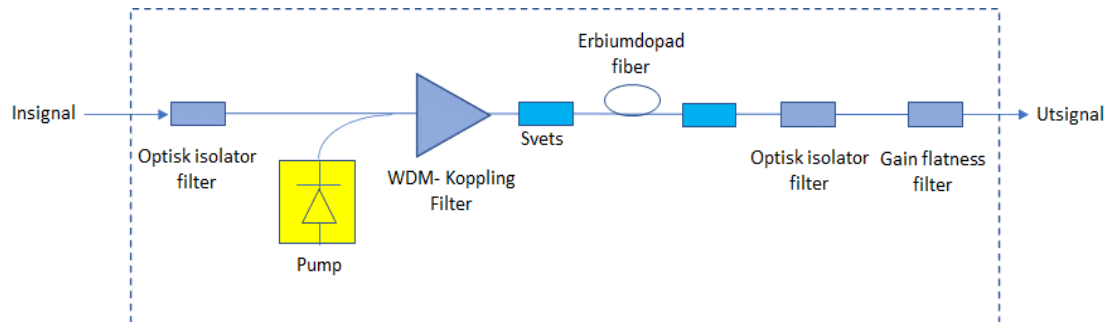 Erbiumdopad
fiber
Insignal
Utsignal
Optisk isolator
filter
Pump
WDM- Koppling
Filter
Svets
Optisk isolator
filter
Gain flatness
filter